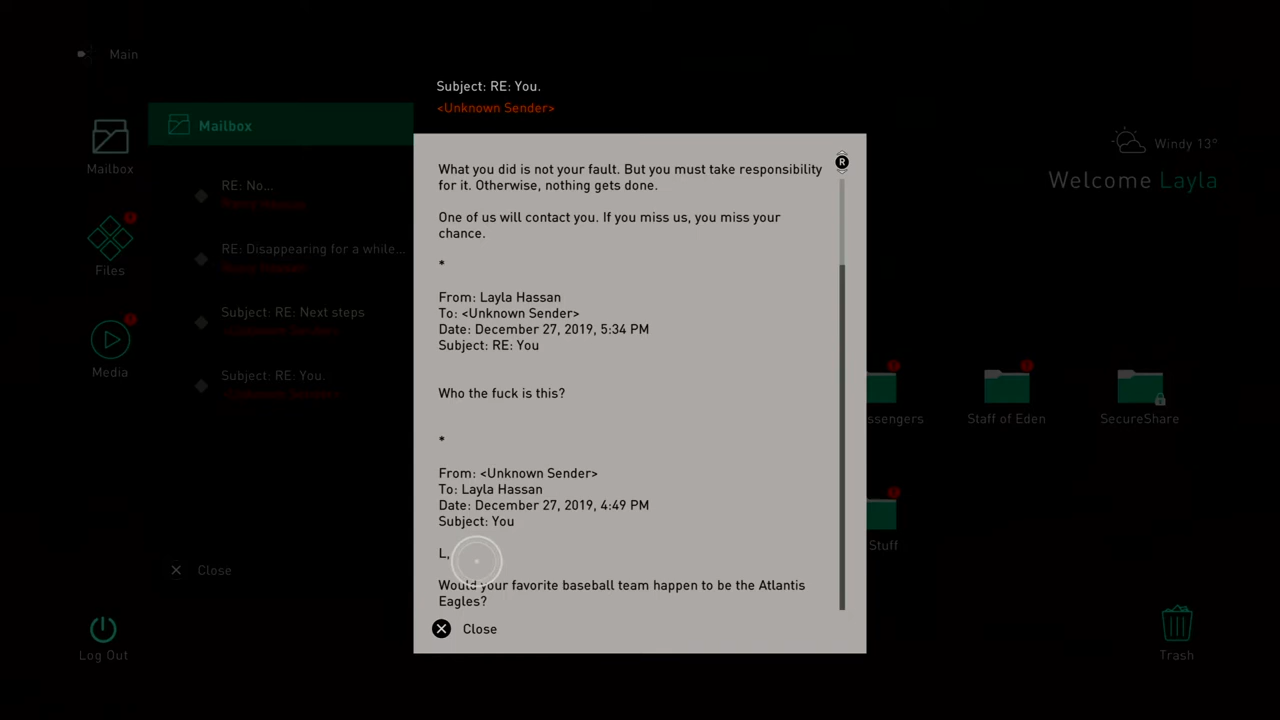 Main
Subject: RE: You.
<Unknown Sender>
Mailbox
Mailbox
RE: No...
RE: Disappearing for a while...
Subject: RE: Next steps
<Unknown Sender>
Subject: RE: You.
<Unknown Sender>
Close
Files
Media
Log Out
What you did is not your fault. But you must take responsibility
for it. Otherwise, nothing gets done.
One of us will contact you. If you miss us, you miss your
chance.
*
From: Layla Hassan
To: <Unknown Sender>
Date: December 27, 2019, 5:34 PM
Subject: RE: You
Who the fuck is this?
*
From: <Unknown Sender>
To: Layla Hassan
Date: December 27, 2019, 4:49 PM
Subject: You
L,
Would your favorite baseball team happen to be the Atlantis
Eagles?
Close
R
Windy 13°
Welcome Layla
ssengers
Staff of Eden
SecureShare
Stuff
Trash